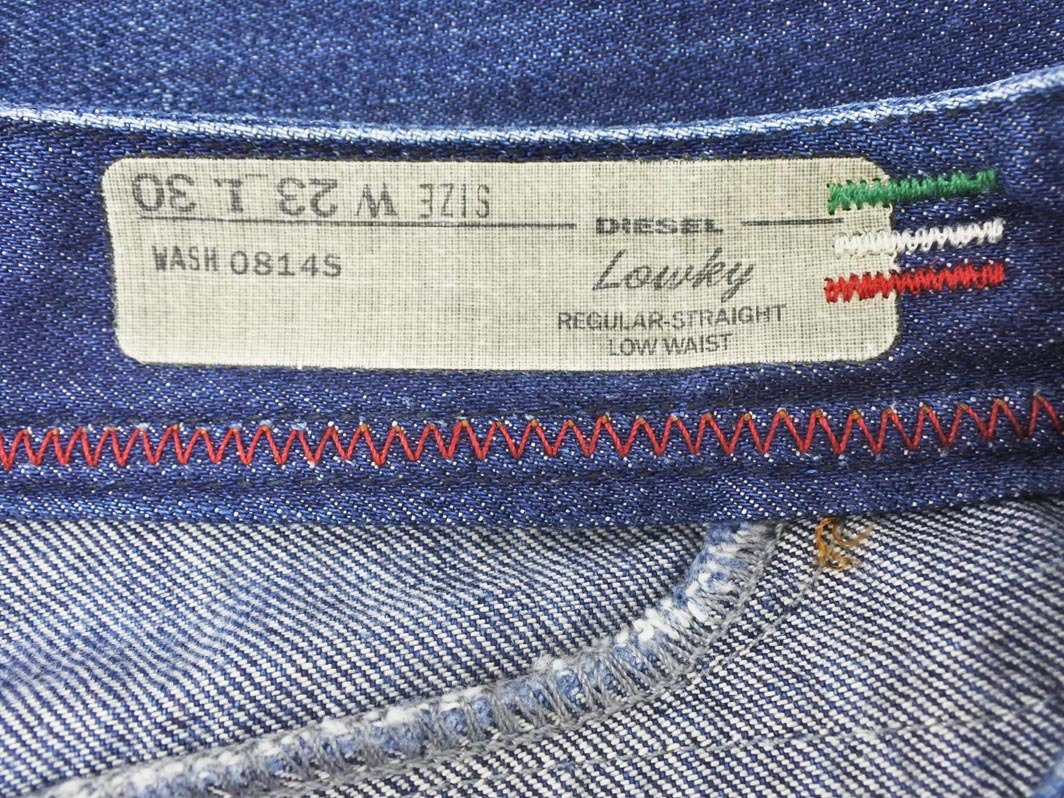 SIZE W 23 L 30
DIESEL
WASH 0814S
Lowky
REGULAR-STRAIGHT
LOW WAIST